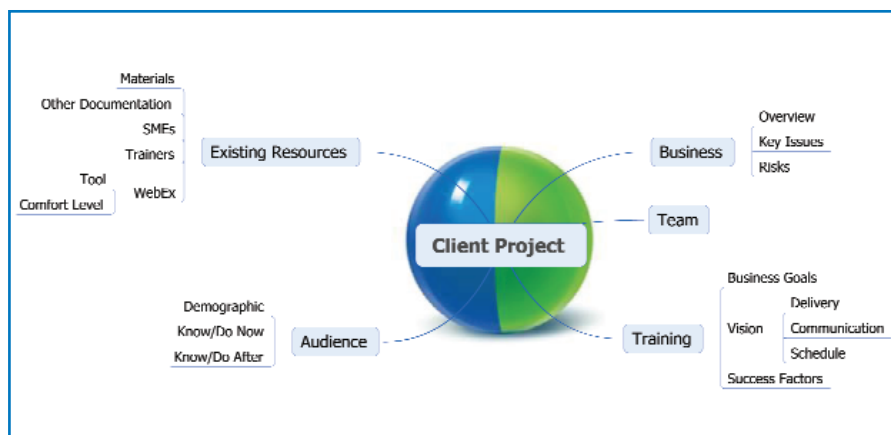 Materials
Other Documentation
SMEs
Trainers
Tool
WebEx
Comfort Level
Existing Resources
Demographic
Know/Do Now
Know/Do After
Audience
Client Project
Business
Overview
Key Issues
Risks
Team
Training
Business Goals
Vision
Delivery
Communication
Schedule
Success Factors